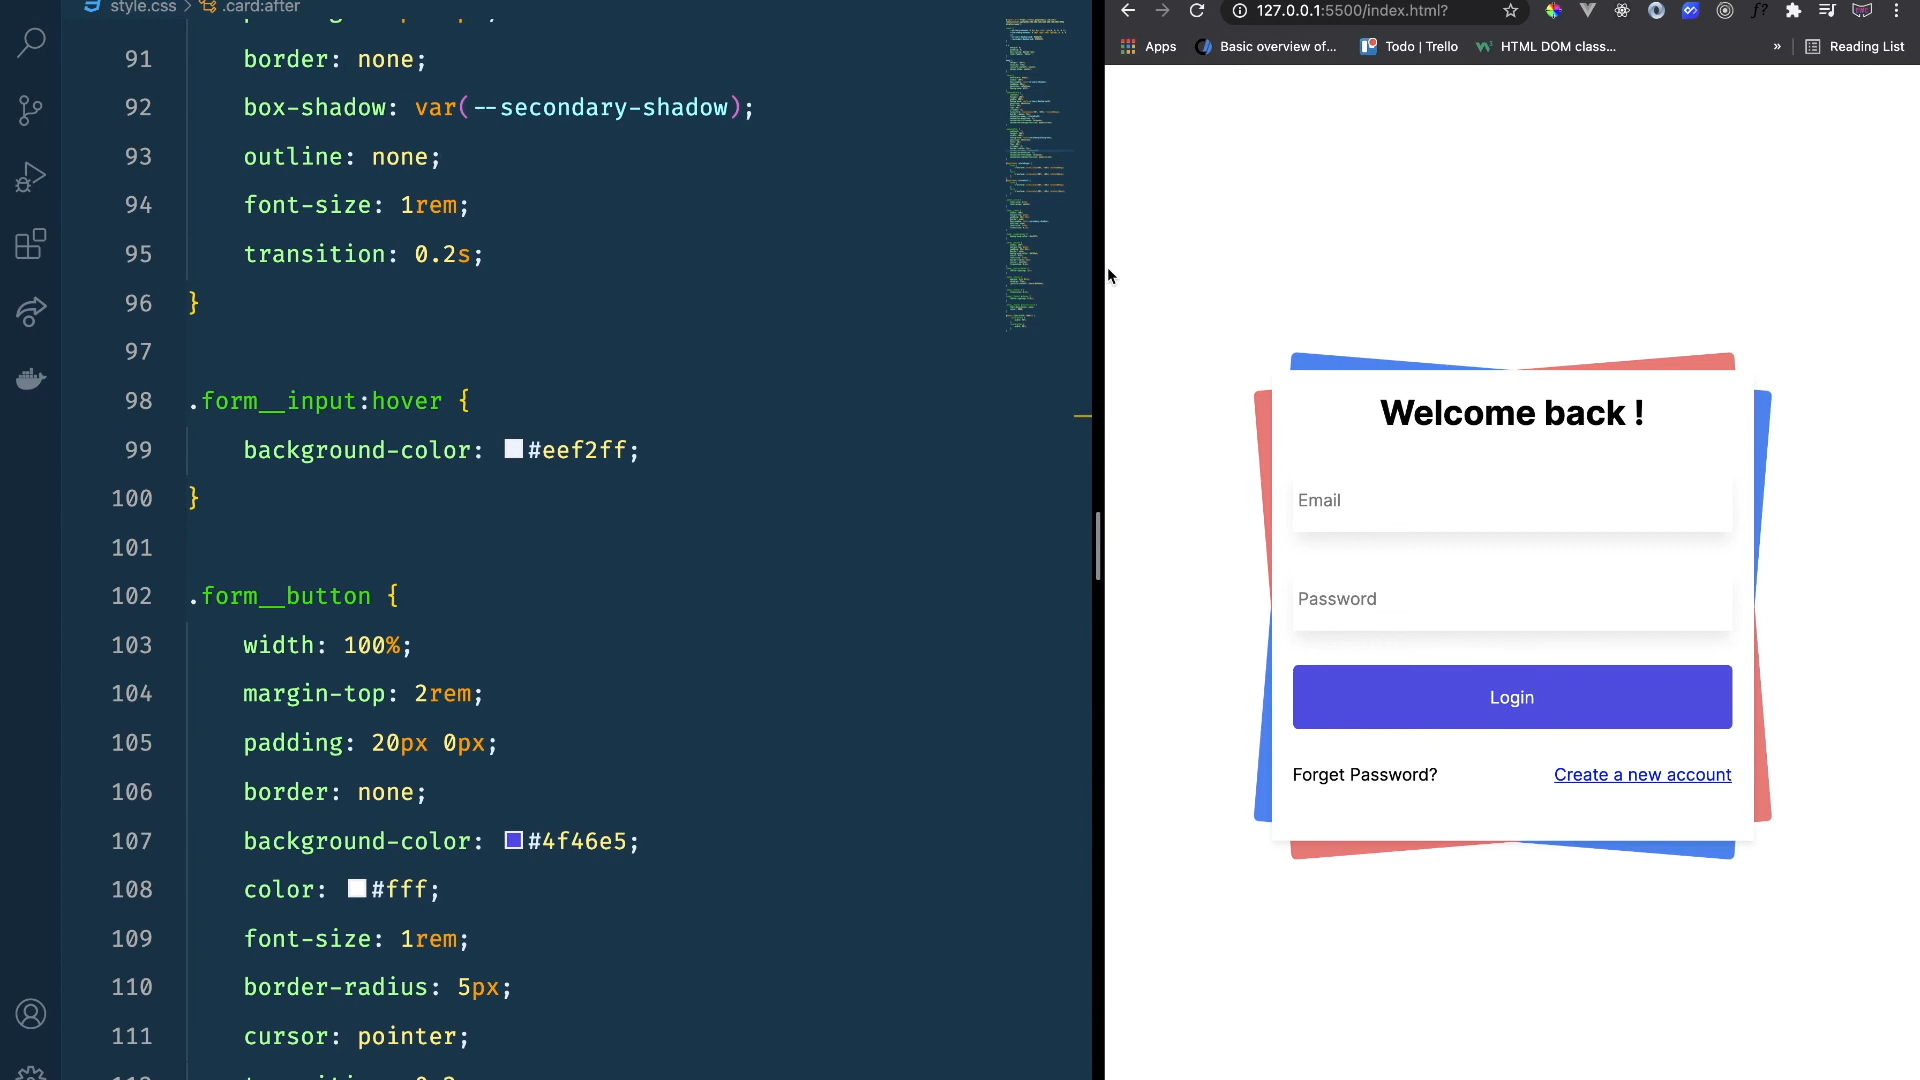 style.css > .card:after
91 border: none;
92 box-shadow: var(--secondary-shadow);
93 outline: none;
94 font-size: 1rem;
95 transition: 0.2s;
96 }
97
98 .form__input:hover {
99 background-color: #eef2ff;
100 }
101
102 .form__button {
103 width: 100%;
104 margin-top: 2rem;
105 padding: 20px 0px;
106 border: none;
107 background-color: #4f46e5;
108 color: #fff;
109 font-size: 1rem;
110 border-radius: 5px;
111 cursor: pointer;
127.0.0.1:5500/index.html?
Apps Basic overview of... Todo | Trello HTML DOM class... » Reading List
Welcome back !
Email
Password
Login
Forget Password? Create a new account